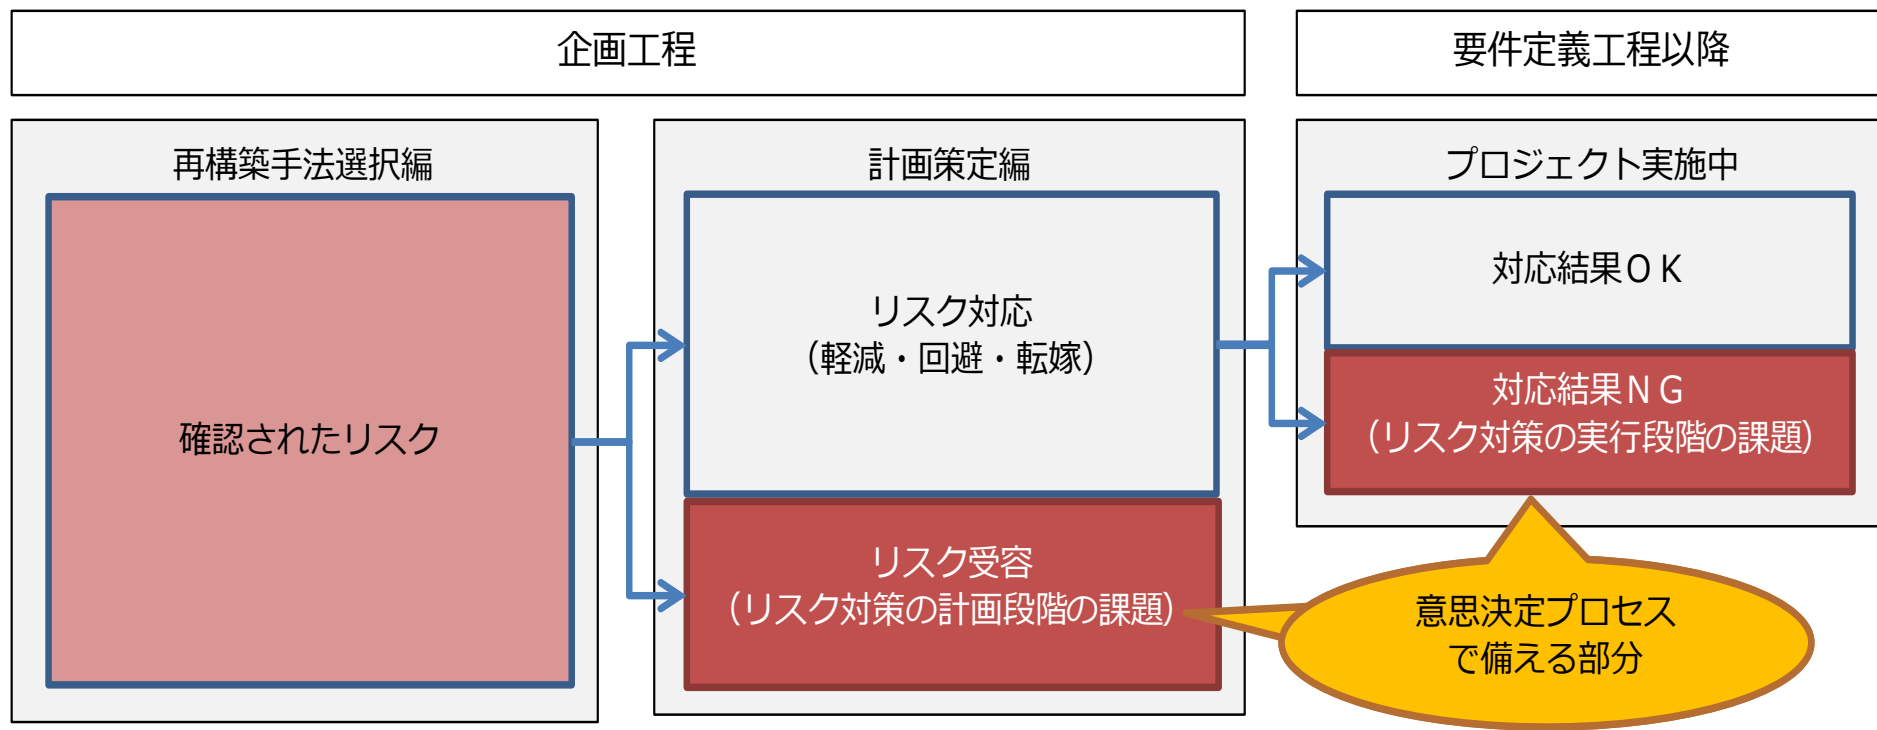 企画工程
要件定義工程以降
再構築手法選択編
確認されたリスク
計画策定編
リスク対応
（軽減・回避・転嫁）
リスク受容
（リスク対策の計画段階の課題）
プロジェクト実施中
対応結果ＯＫ
対応結果ＮＧ
（リスク対策の実行段階の課題）
意思決定プロセス
で備える部分